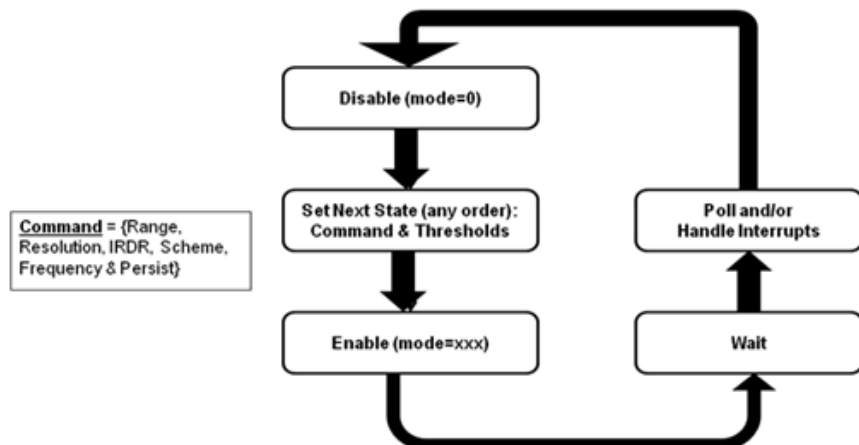 Disable (mode=0)
Set Next State (any order):
Command & Thresholds
Enable (mode=xxx)
Command = {Range,
Resolution, IRDR, Scheme,
Frequency & Persist}
Poll and/or
Handle Interrupts
Wait